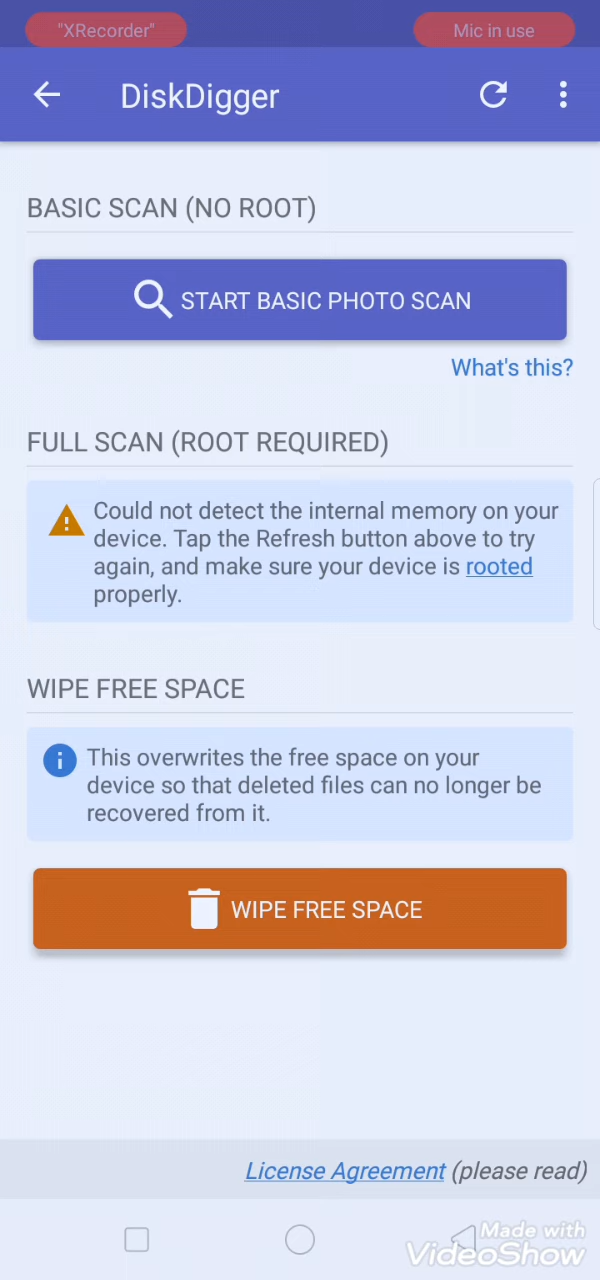 "XRecorder" Mic in use
DiskDigger
BASIC SCAN (NO ROOT)
START BASIC PHOTO SCAN
What's this?
FULL SCAN (ROOT REQUIRED)
Could not detect the internal memory on your
device. Tap the Refresh button above to try
again, and make sure your device is rooted
properly.
WIPE FREE SPACE
This overwrites the free space on your
device so that deleted files can no longer be
recovered from it.
WIPE FREE SPACE
License Agreement (please read)
Made with
VideoShow